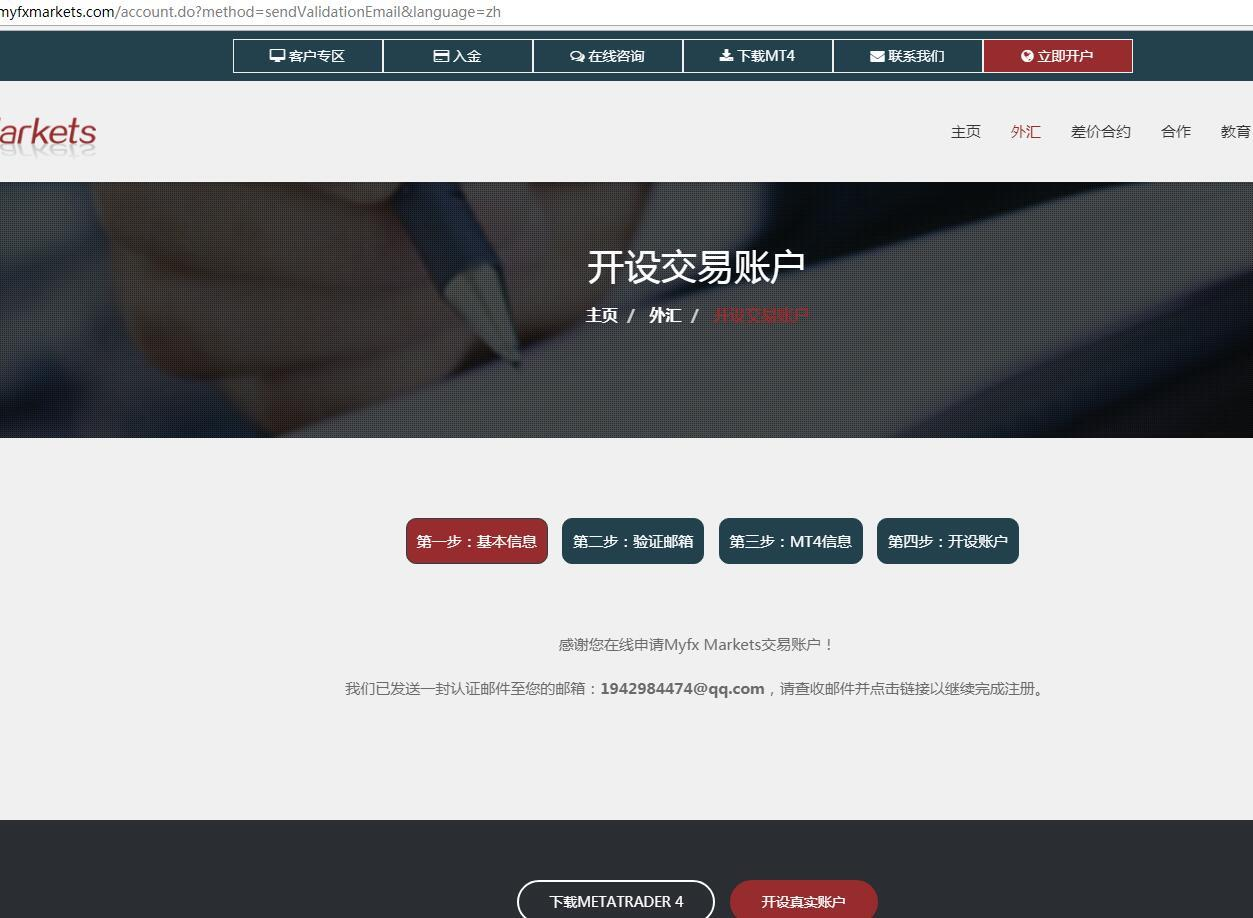 myfxmarkets.com/account.do?method=sendValidationEmail&language=zh
客户专区 入金 在线咨询 下载MT4 联系我们 立即开户
arkets
主页 外汇 差价合约 合作 教育
开设交易账户
主页 / 外汇 / 开设交易账户
第一步：基本信息 第二步：验证邮箱 第三步：MT4信息 第四步：开设账户
感谢您在线申请Myfx Markets交易账户！
我们已发送一封认证邮件至您的邮箱：1942984474@qq.com，请查收邮件并点击链接以继续完成注册。
下载METATRADER 4 开设真实账户